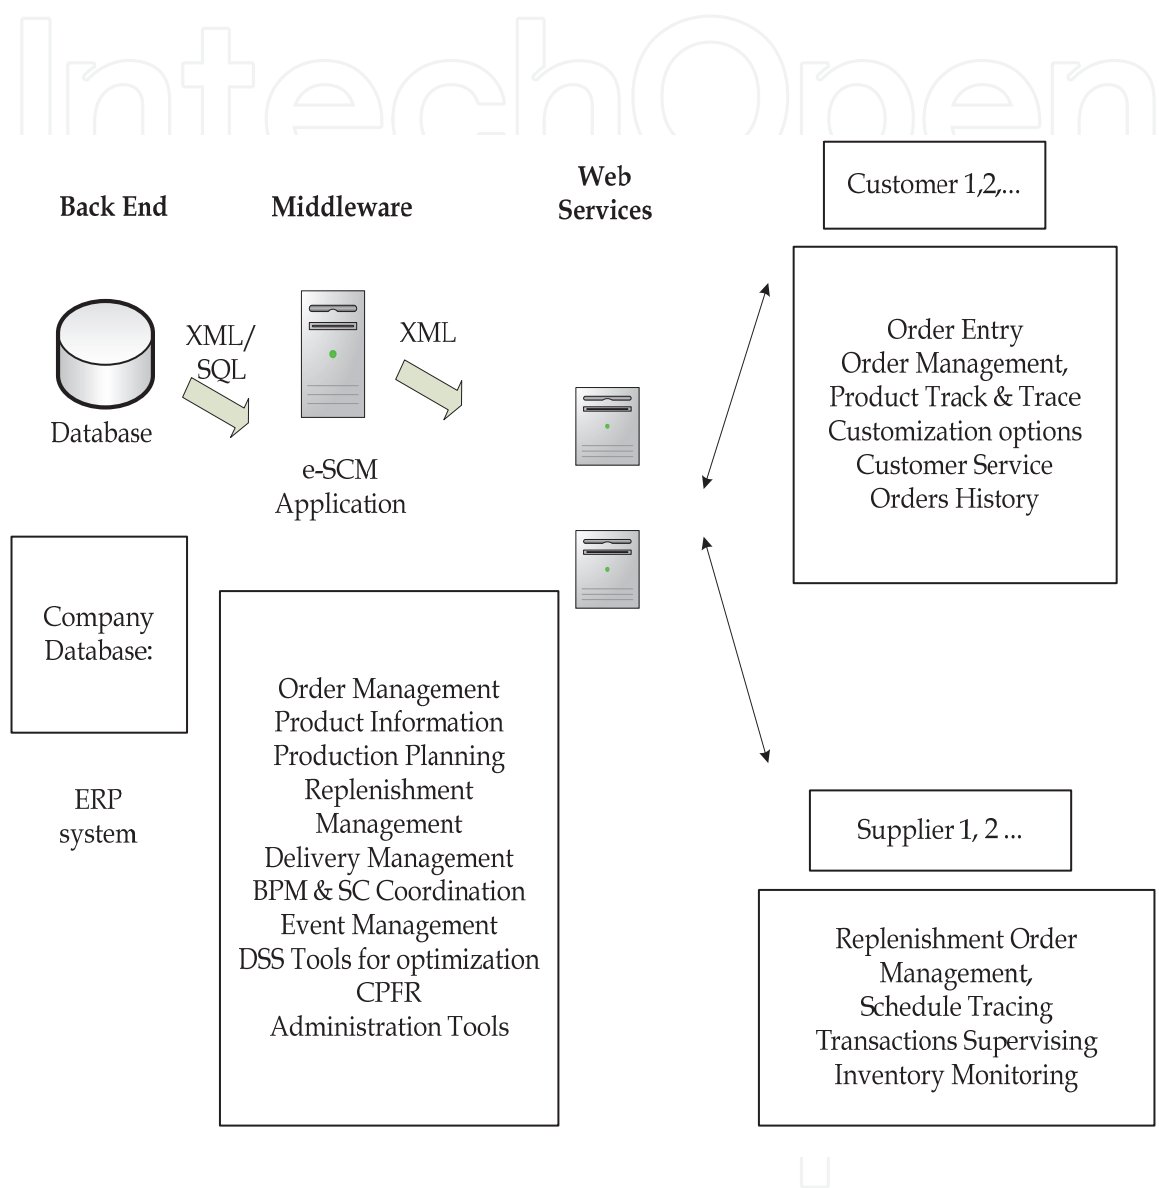 IntechOpen
Back End
Middleware
Web
Services
Customer 1,2,...
XML/
SQL
XML
Database
e-SCM
Application
Order Entry
Order Management,
Product Track & Trace
Customization options
Customer Service
Orders History
Company
Database:
ERP
system
Order Management
Product Information
Production Planning
Replenishment
Management
Delivery Management
BPM & SC Coordination
Event Management
DSS Tools for optimization
CPFR
Administration Tools
Supplier 1, 2 ...
Replenishment Order
Management,
Schedule Tracing
Transactions Supervising
Inventory Monitoring